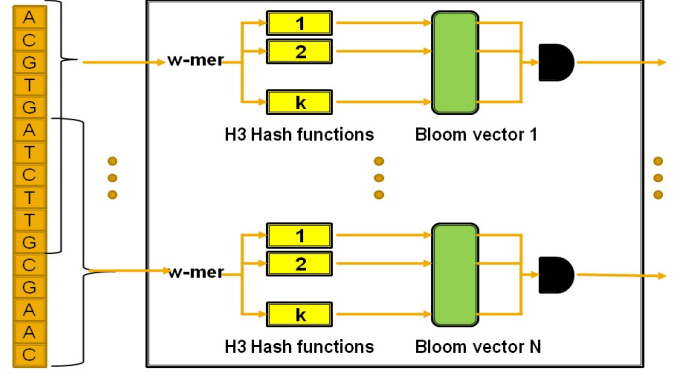 A
C
G
T
G
A
T
C
T
T
G
C
G
A
A
C
w-mer
1
2
k
H3 Hash functions
Bloom vector 1
w-mer
1
2
k
H3 Hash functions
Bloom vector N